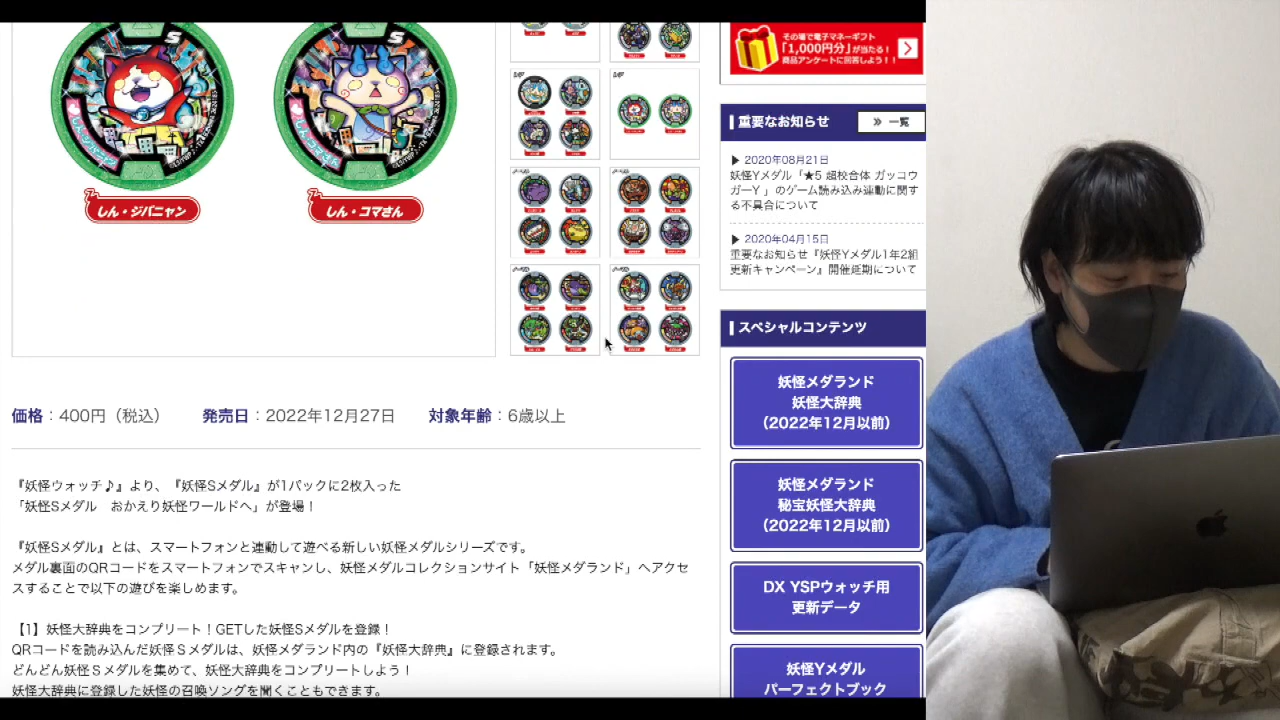 S
S
しん・ジバニャン
しん・コマさん
その場で電子マネーギフト
「1,000円分」が当たる!
商品アンケートに回答しよう!!
重要なお知らせ
» 一覧
▶ 2020年08月21日
妖怪Yメダル「★5 超校合体 ガッコウ
ガーY 」のゲーム読み込み連動に関す
る不具合について
▶ 2020年04月15日
重要なお知らせ『妖怪Yメダル1年2組
更新キャンペーン』開催延期について
スペシャルコンテンツ
妖怪メダランド
妖怪大辞典
(2022年12月以前)
妖怪メダランド
秘宝妖怪大辞典
(2022年12月以前)
DX YSPウォッチ用
更新データ
妖怪Yメダル
パーフェクトブック
価格:400円(税込) 発売日:2022年12月27日 対象年齢:6歳以上
『妖怪ウォッチ♪』より、『妖怪Sメダル』が1パックに2枚入った
「妖怪Sメダル おかえり妖怪ワールドへ」が登場!
『妖怪Sメダル』とは、スマートフォンと連動して遊べる新しい妖怪メダルシリーズです。
メダル裏面のQRコードをスマートフォンでスキャンし、妖怪メダルコレクションサイト「妖怪メダランド」へアクセ
スすることで以下の遊びを楽しめます。
【1】妖怪大辞典をコンプリート!GETした妖怪Sメダルを登録!
QRコードを読み込んだ妖怪Sメダルは、妖怪メダランド内の『妖怪大辞典』に登録されます。
どんどん妖怪Sメダルを集めて、妖怪大辞典をコンプリートしよう!
妖怪大辞典に登録した妖怪の召喚ソングを聞くこともできます。